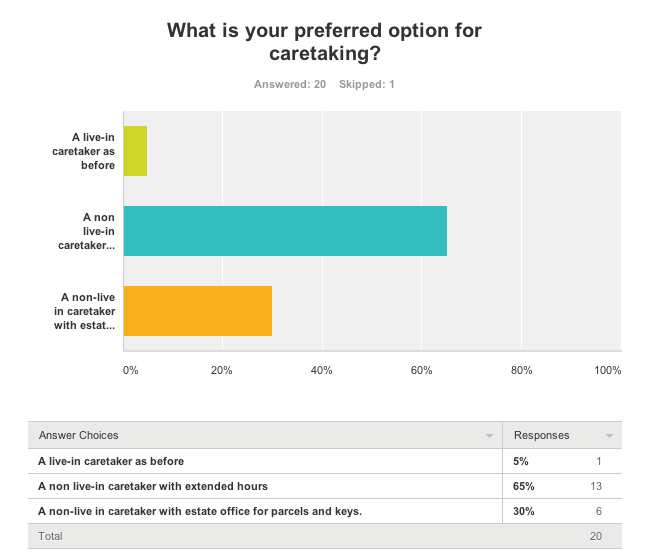 What is your preferred option for
caretaking?
Answered: 20 Skipped: 1
A live-in
caretaker as
before
A non
live-in
caretaker...
A non-live
in caretaker
with estat...
0% 20% 40% 60% 80% 100%
Answer Choices Responses
A live-in caretaker as before 5% 1
A non live-in caretaker with extended hours 65% 13
A non-live in caretaker with estate office for parcels and keys. 30% 6
Total 20